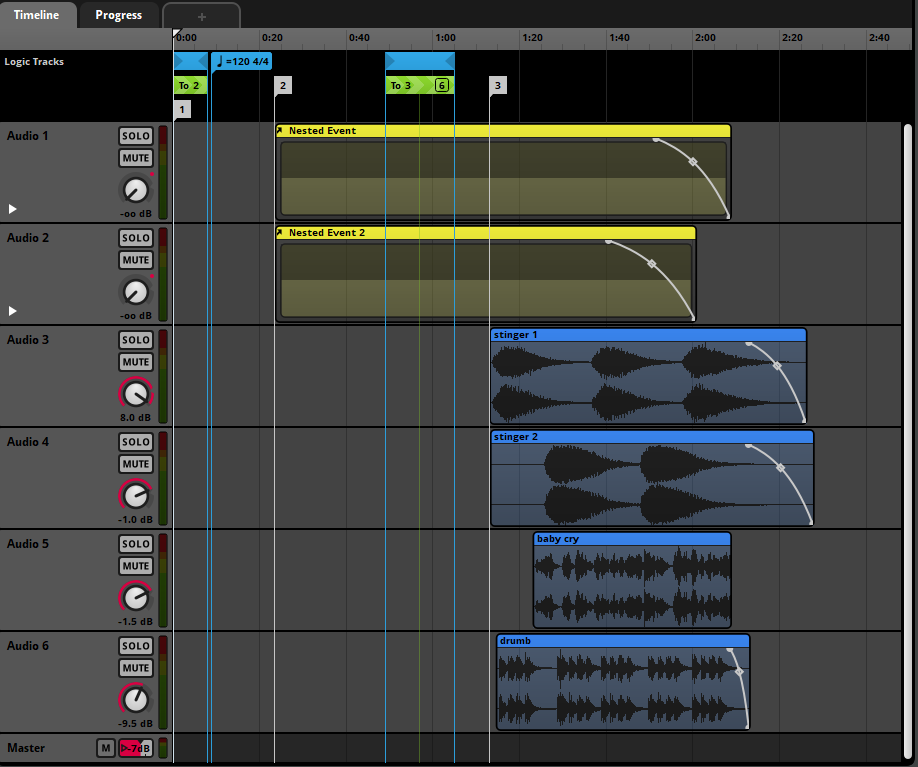 Timeline Progress +
0:00 0:20 0:40 1:00 1:20 1:40 2:00 2:20 2:40
Logic Tracks
♩=120 4/4
To 2 2 To 3 6 3
1
Audio 1 SOLO Nested Event
MUTE
-oo dB
Audio 2 SOLO Nested Event 2
MUTE
-oo dB
Audio 3 SOLO stinger 1
MUTE
8.0 dB
Audio 4 SOLO stinger 2
MUTE
-1.0 dB
Audio 5 SOLO baby cry
MUTE
-1.5 dB
Audio 6 SOLO drumb
MUTE
-9.5 dB
Master M -7dB